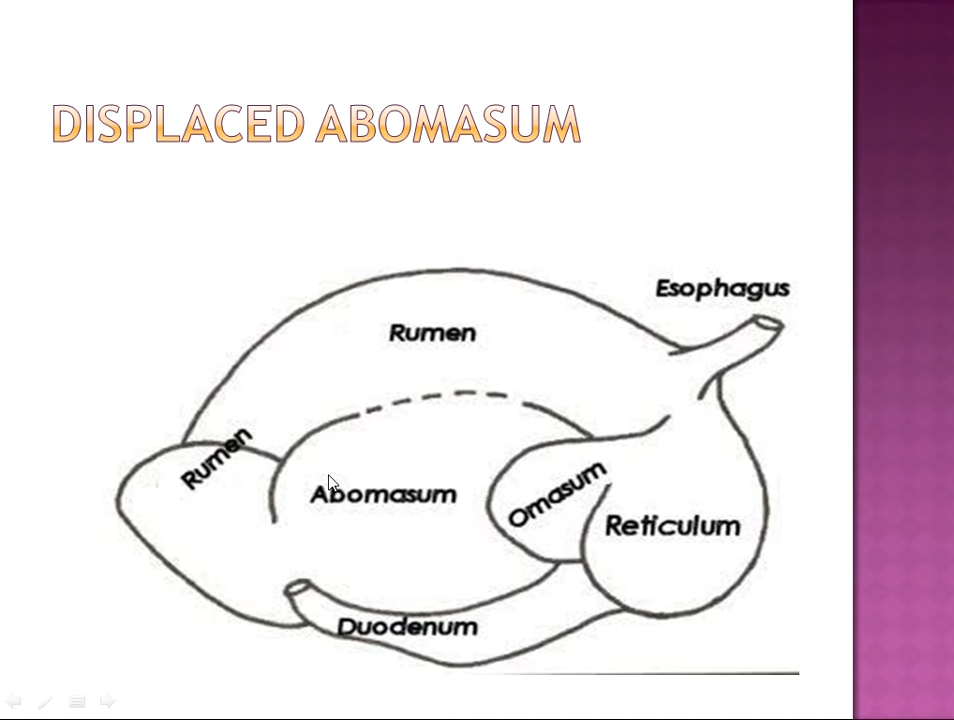 DISPLACED ABOMASUM
Esophagus
Rumen
Rumen
Abomasum
Omasum
Reticulum
Duodenum